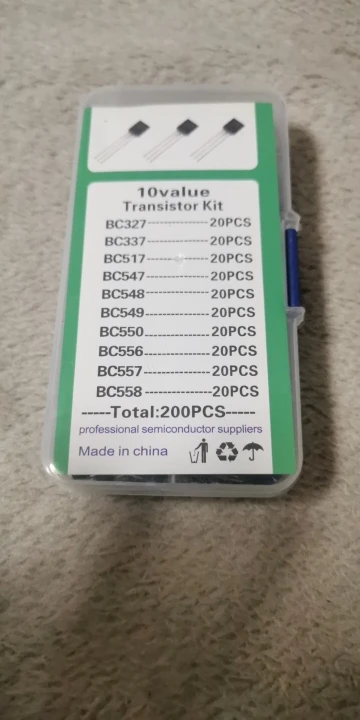 10value
Transistor Kit
BC327---------------20PCS
BC337---------------20PCS
BC517---------------20PCS
BC547---------------20PCS
BC548---------------20PCS
BC549---------------20PCS
BC550---------------20PCS
BC556---------------20PCS
BC557---------------20PCS
BC558---------------20PCS
-----Total:200PCS-----
professional semiconductor suppliers
Made in china